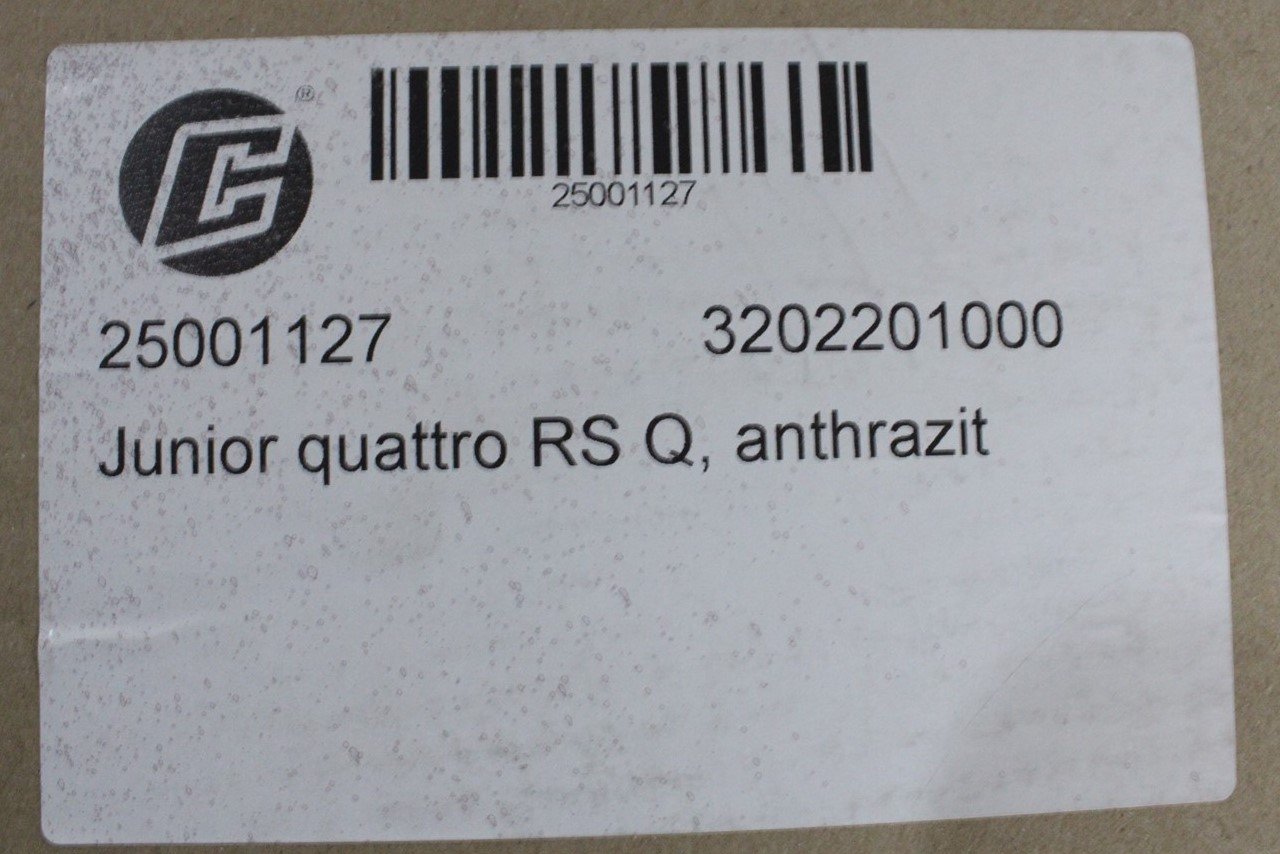 ®
25001127
25001127 3202201000
Junior quattro RS Q, anthrazit